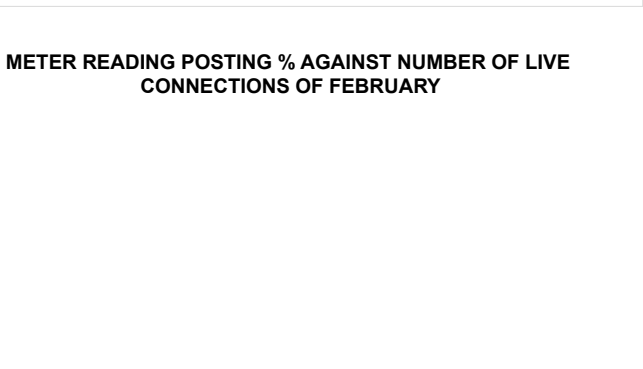 METER READING POSTING % AGAINST NUMBER OF LIVE
CONNECTIONS OF FEBRUARY